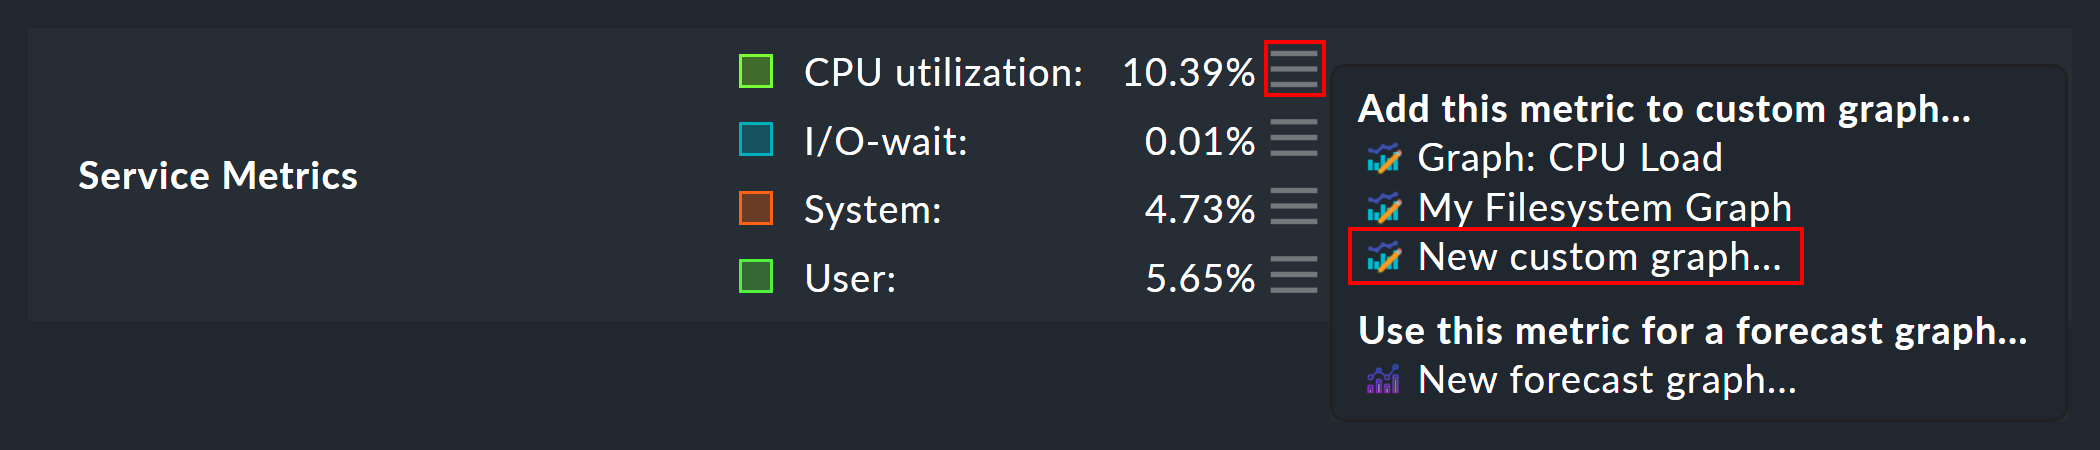 Service Metrics
CPU utilization: 10.39%
I/O-wait: 0.01%
System: 4.73%
User: 5.65%
Add this metric to custom graph...
Graph: CPU Load
My Filesystem Graph
New custom graph...
Use this metric for a forecast graph...
New forecast graph...